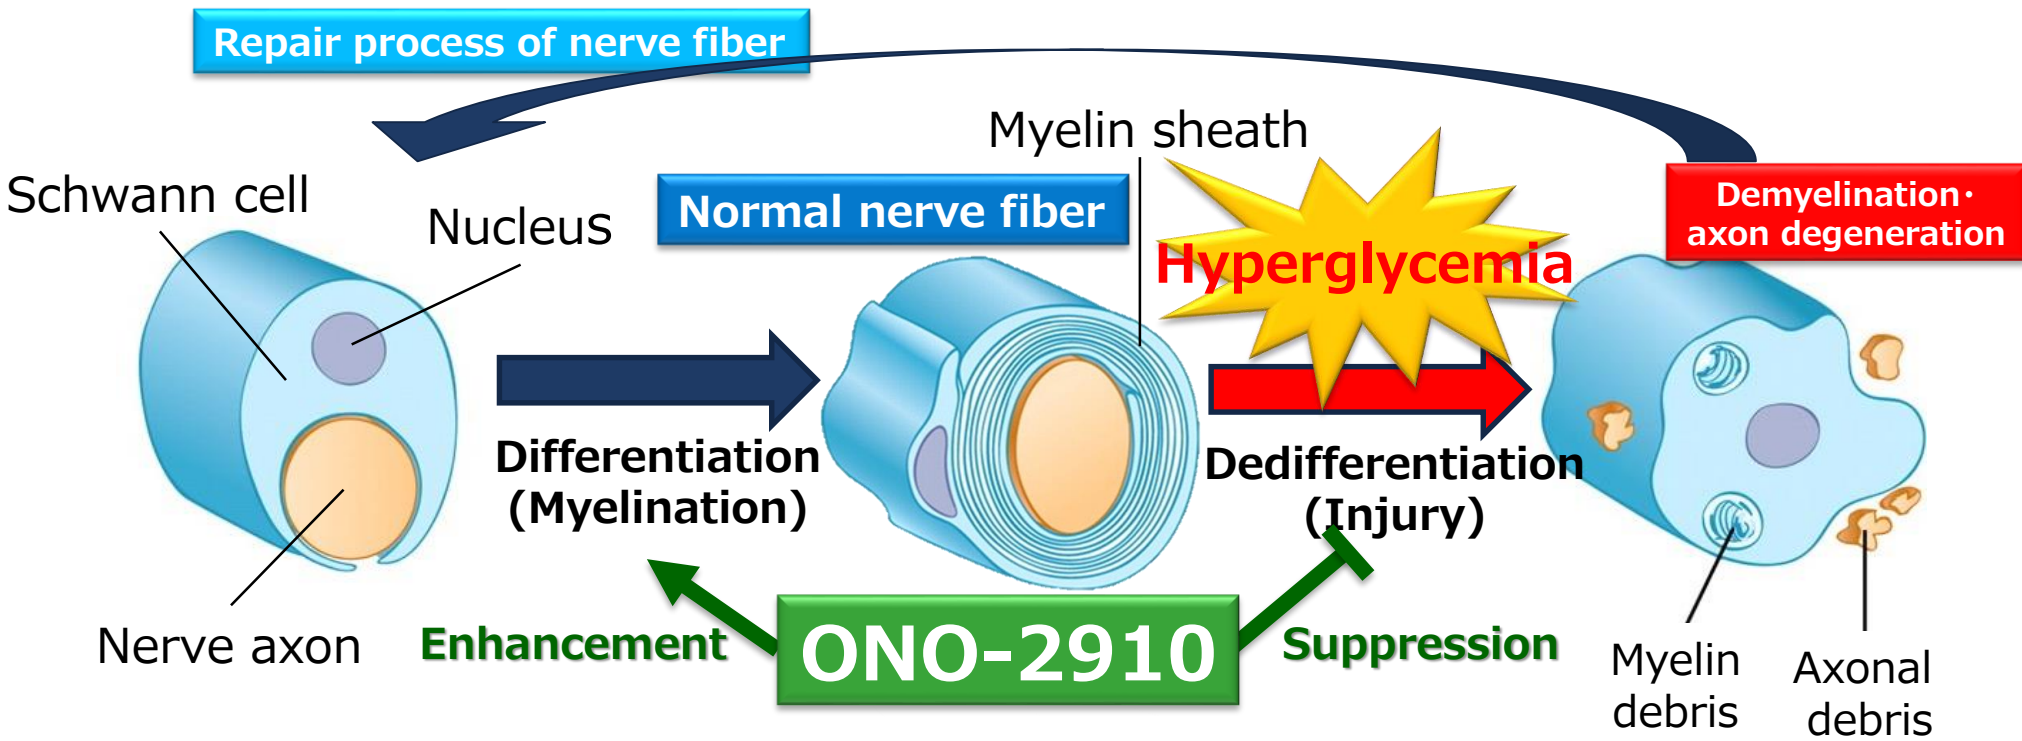 Repair process of nerve fiber
Myelin sheath
Schwann cell
Nucleus
Normal nerve fiber
Hyperglycemia
Demyelination・
axon degeneration
Differentiation
(Myelination)
Dedifferentiation
(Injury)
Nerve axon
Enhancement
ONO-2910
Suppression
Myelin
debris
Axonal
debris